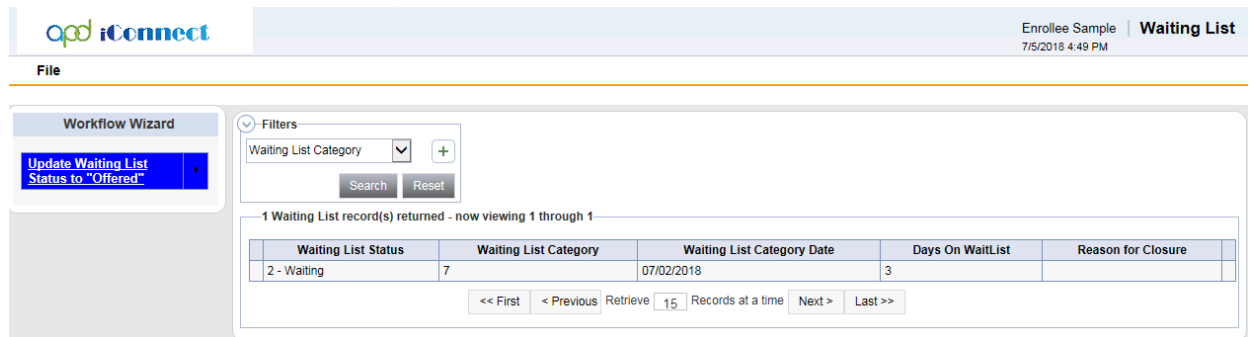 apd iConnect
Enrollee Sample | Waiting List
7/5/2018 4:49 PM
File
Workflow Wizard
Update Waiting List
Status to "Offered"
Filters
Waiting List Category +
Search Reset
1 Waiting List record(s) returned - now viewing 1 through 1
Waiting List Status Waiting List Category Waiting List Category Date Days On WaitList Reason for Closure
2 - Waiting 7 07/02/2018 3
<< First < Previous Retrieve 15 Records at a time Next > Last >>